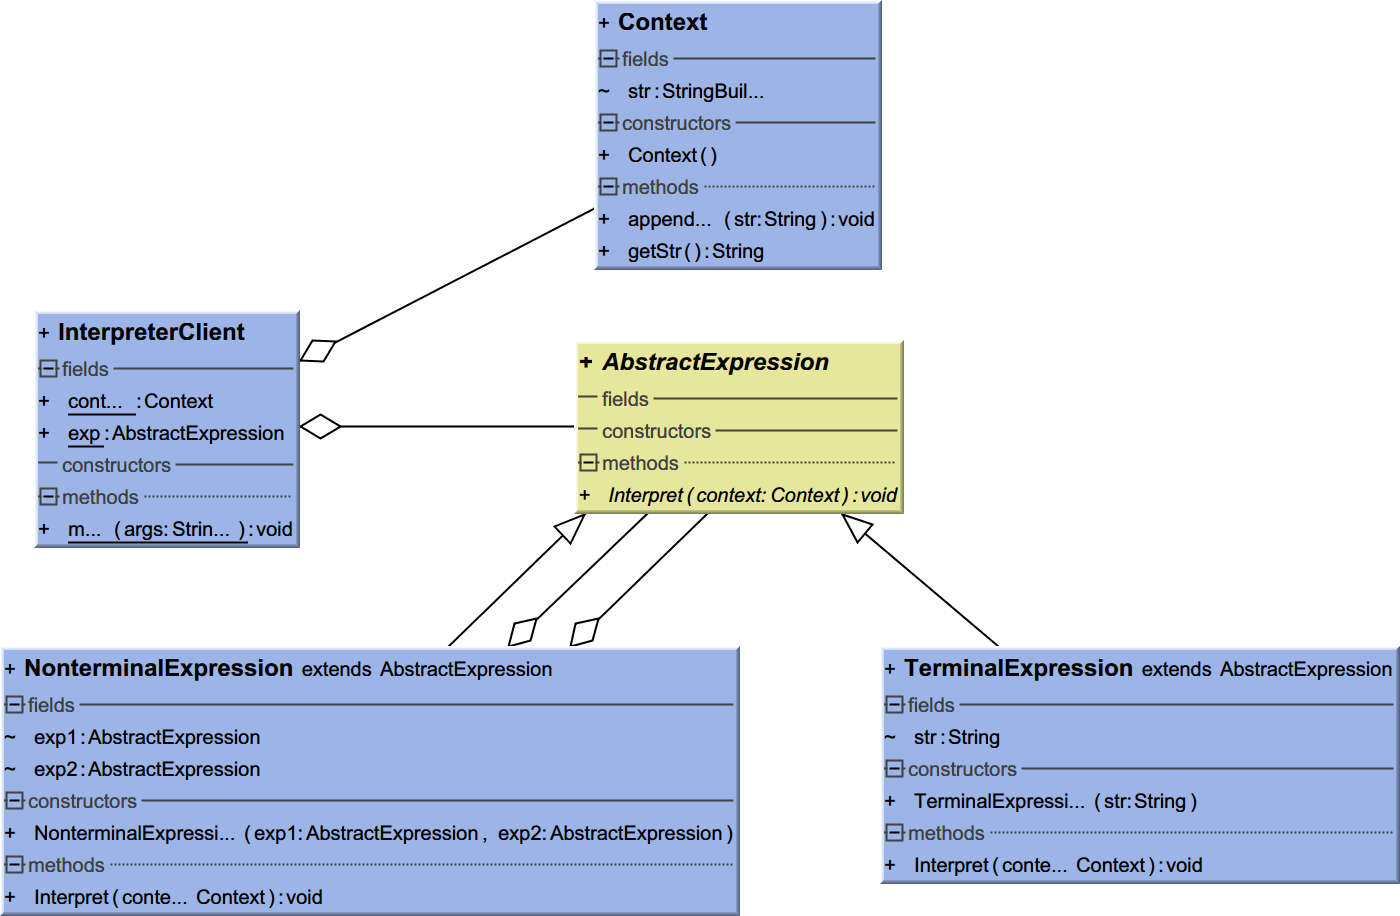 + Context
fields
~ str:StringBuil...
constructors
+ Context()
methods
+ append... (str:String):void
+ getStr():String
+ InterpreterClient
fields
+ cont... :Context
+ exp:AbstractExpression
constructors
methods
+ m... (args:Strin... ):void
+ AbstractExpression
fields
constructors
methods
+ Interpret(context:Context):void
+ NonterminalExpression extends AbstractExpression
fields
~ exp1:AbstractExpression
~ exp2:AbstractExpression
constructors
+ NonterminalExpressi... (exp1:AbstractExpression, exp2:AbstractExpression)
methods
+ Interpret(conte... Context):void
+ TerminalExpression extends AbstractExpression
fields
~ str:String
constructors
+ TerminalExpressi... (str:String)
methods
+ Interpret(conte... Context):void